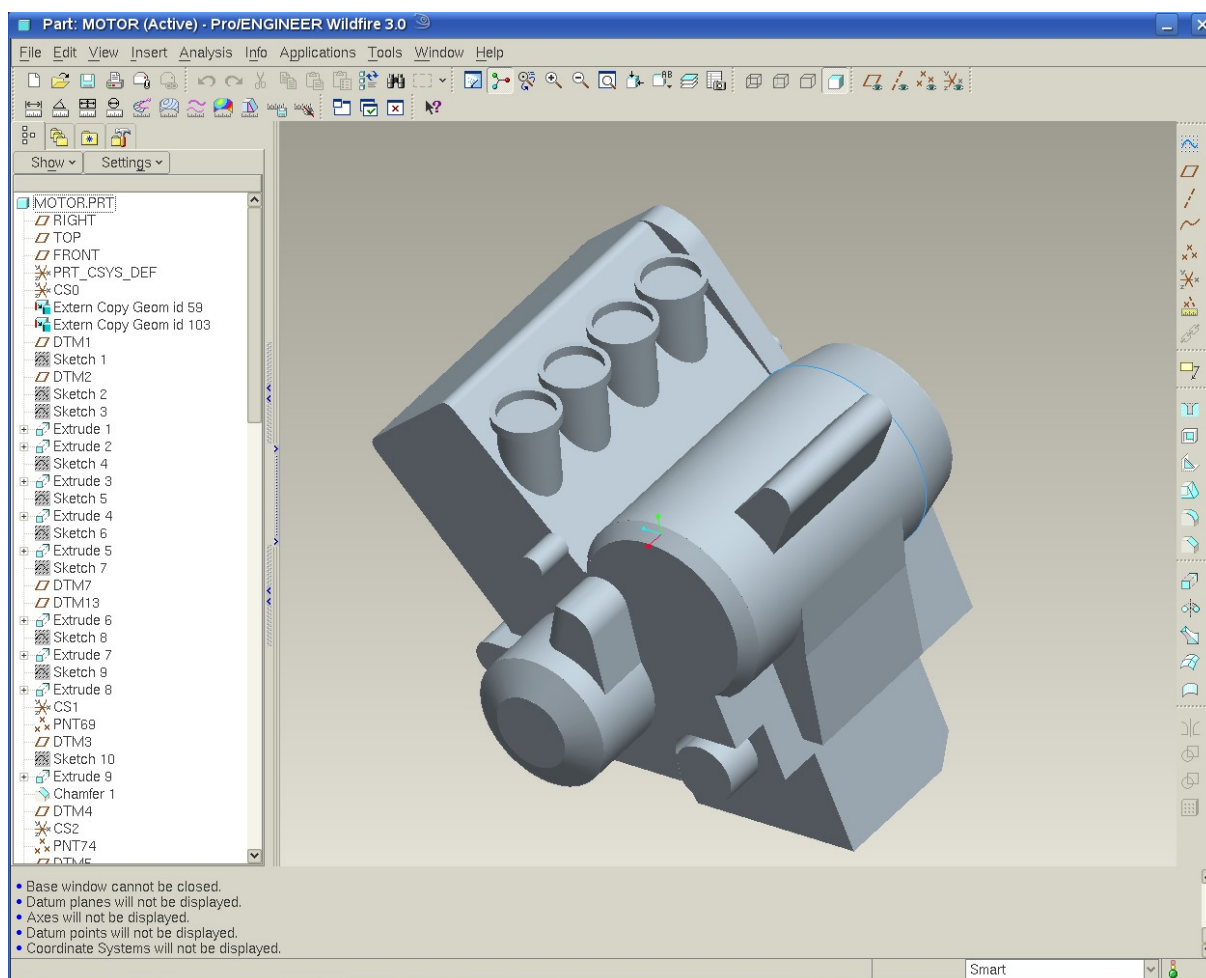 Part: MOTOR (Active) - Pro/ENGINEER Wildfire 3.0
File Edit View Insert Analysis Info Applications Tools Window Help
Show Settings
MOTOR.PRT
RIGHT
TOP
FRONT
PRT_CSYS_DEF
CS0
Extern Copy Geom id 59
Extern Copy Geom id 103
DTM1
Sketch 1
DTM2
Sketch 2
Sketch 3
Extrude 1
Extrude 2
Sketch 4
Extrude 3
Sketch 5
Extrude 4
Sketch 6
Extrude 5
Sketch 7
DTM7
DTM13
Extrude 6
Sketch 8
Extrude 7
Sketch 9
Extrude 8
CS1
PNT69
DTM3
Sketch 10
Extrude 9
Chamfer 1
DTM4
CS2
PNT74
DTM5
Base window cannot be closed.
Datum planes will not be displayed.
Axes will not be displayed.
Datum points will not be displayed.
Coordinate Systems will not be displayed.
Smart